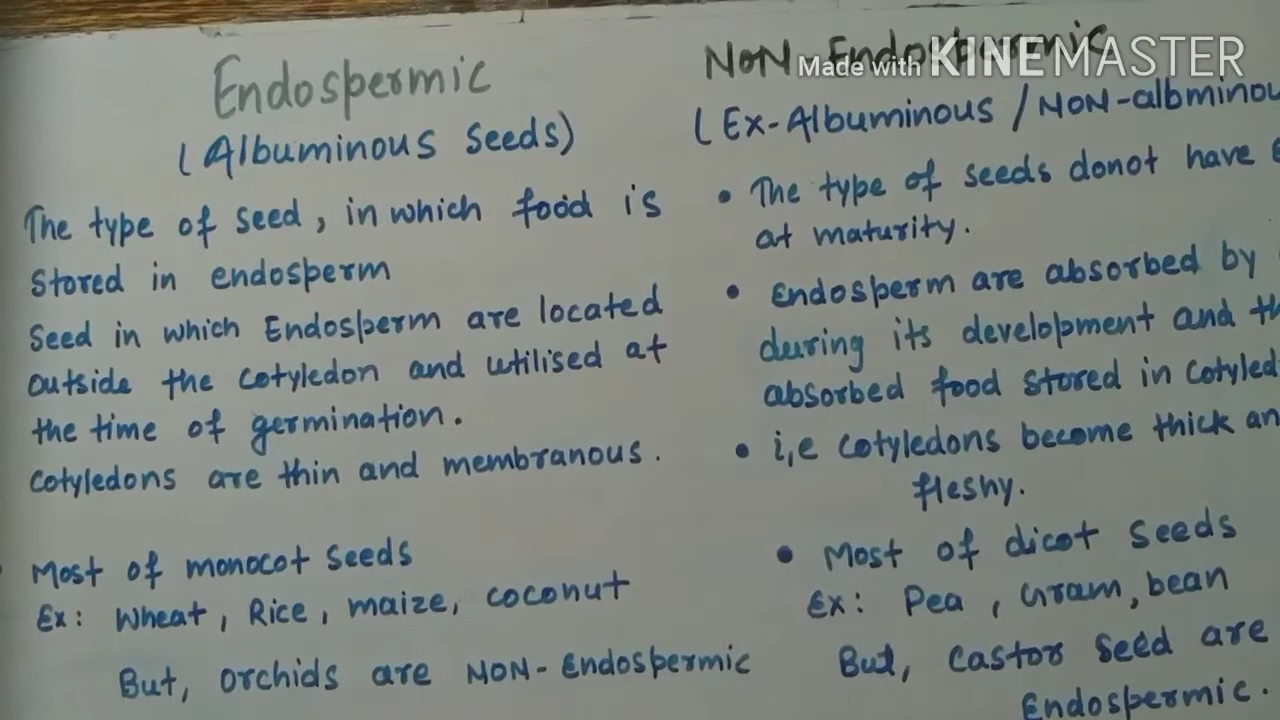 Endospermic
(Albuminous seeds)
The type of seed, in which food is
stored in endosperm
Seed in which Endosperm are located
outside the cotyledon and utilised at
the time of germination.
cotyledons are thin and membranous.
Most of monocot seeds
Ex: Wheat, Rice, maize, coconut
But, orchids are NON-Endospermic
NON Endospermic
Made with KINEMASTER
(Ex-Albuminous / NON-albminou
• The type of seeds donot have
at maturity.
• Endosperm are absorbed by
during its development and th
absorbed food stored in cotyled
• i,e cotyledons become thick an
fleshy.
• Most of dicot seeds
Ex: Pea, Gram, bean
But, castor seed are
Endospermic.